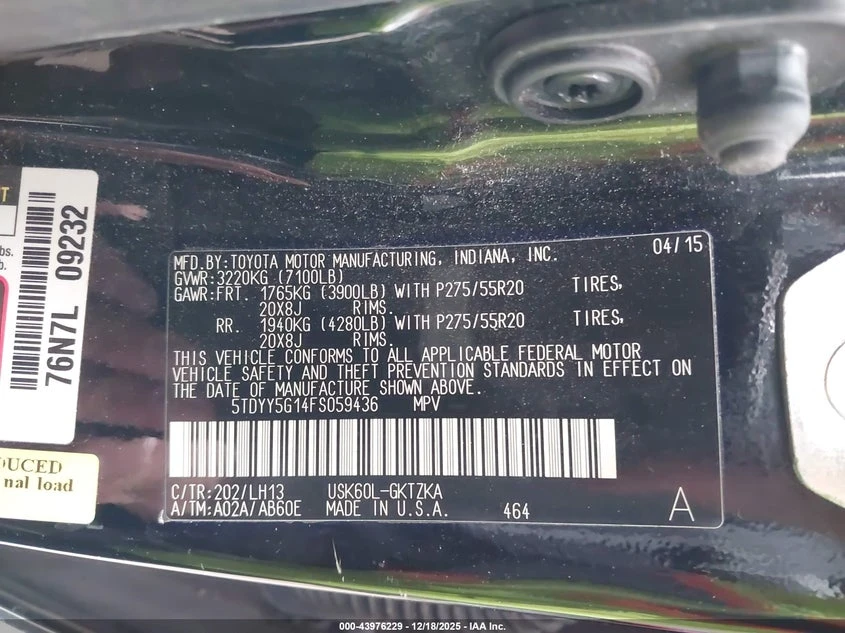 MFD.BY:TOYOTA MOTOR MANUFACTURING, INDIANA, INC. 04/15
GVWR:3220KG (7100LB)
GAWR:FRT. 1765KG (3900LB) WITH P275/55R20 TIRES,
20X8J RIMS.
RR. 1940KG (4280LB) WITH P275/55R20 TIRES,
20X8J RIMS.
THIS VEHICLE CONFORMS TO ALL APPLICABLE FEDERAL MOTOR
VEHICLE SAFETY AND THEFT PREVENTION STANDARDS IN EFFECT ON
THE DATE OF MANUFACTURE SHOWN ABOVE.
5TDYY5G14FS059436 MPV
C/TR:202/LH13 USK60L-GKTZKA
A/TM:A02A/AB60E MADE IN U.S.A. 464 A
76N7L 09232
T
bs.
b.
DUCED
nal load
000-43976229 - 12/18/2025 - IAA Inc.